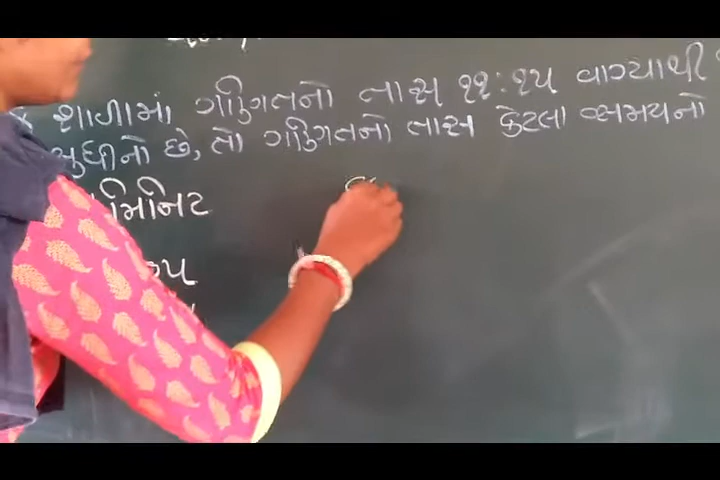 શાળામાં ગણિતનો તાસ ૧૧:૧૫ વાગ્યાથી
સુધીનો છે, તો ગણિતનો તાસ કેટલા સમયનો
મિનિટ